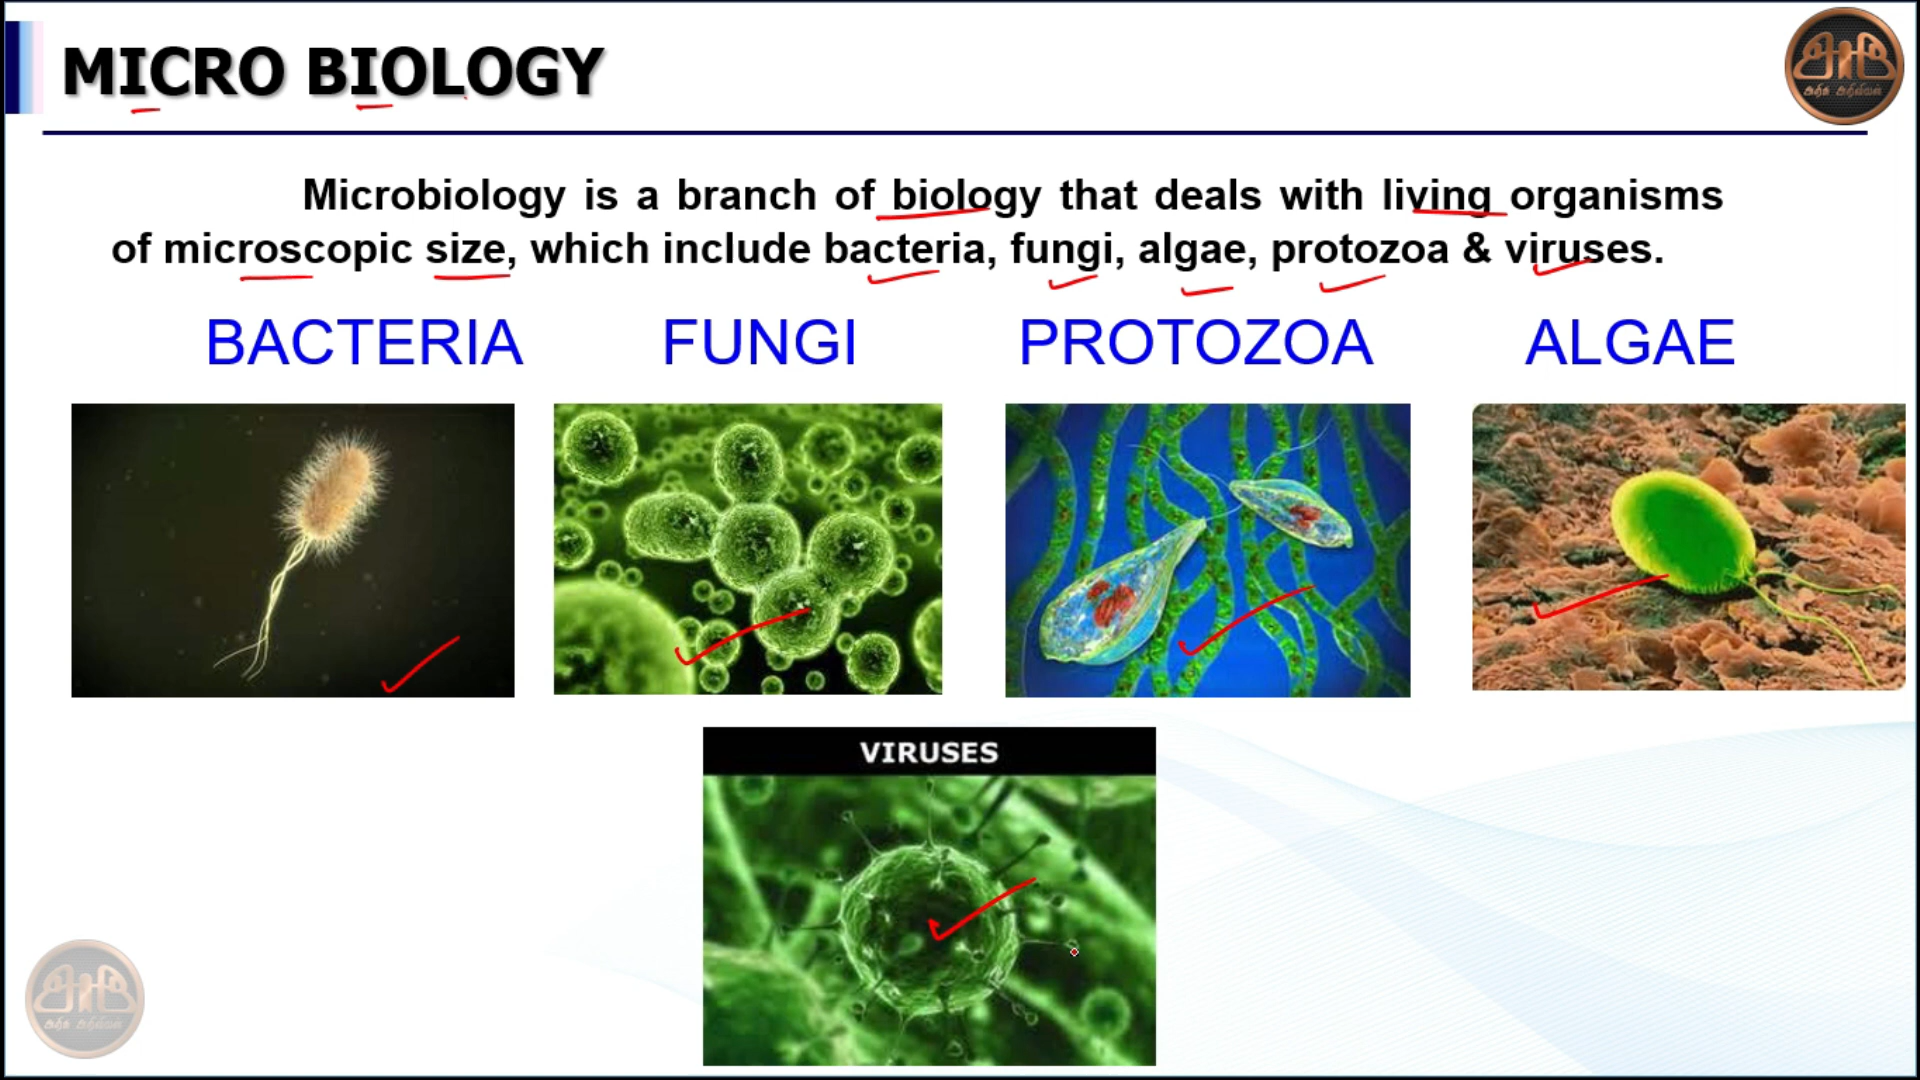 MICRO BIOLOGY
Microbiology is a branch of biology that deals with living organisms
of microscopic size, which include bacteria, fungi, algae, protozoa & viruses.
BACTERIA FUNGI PROTOZOA ALGAE
VIRUSES